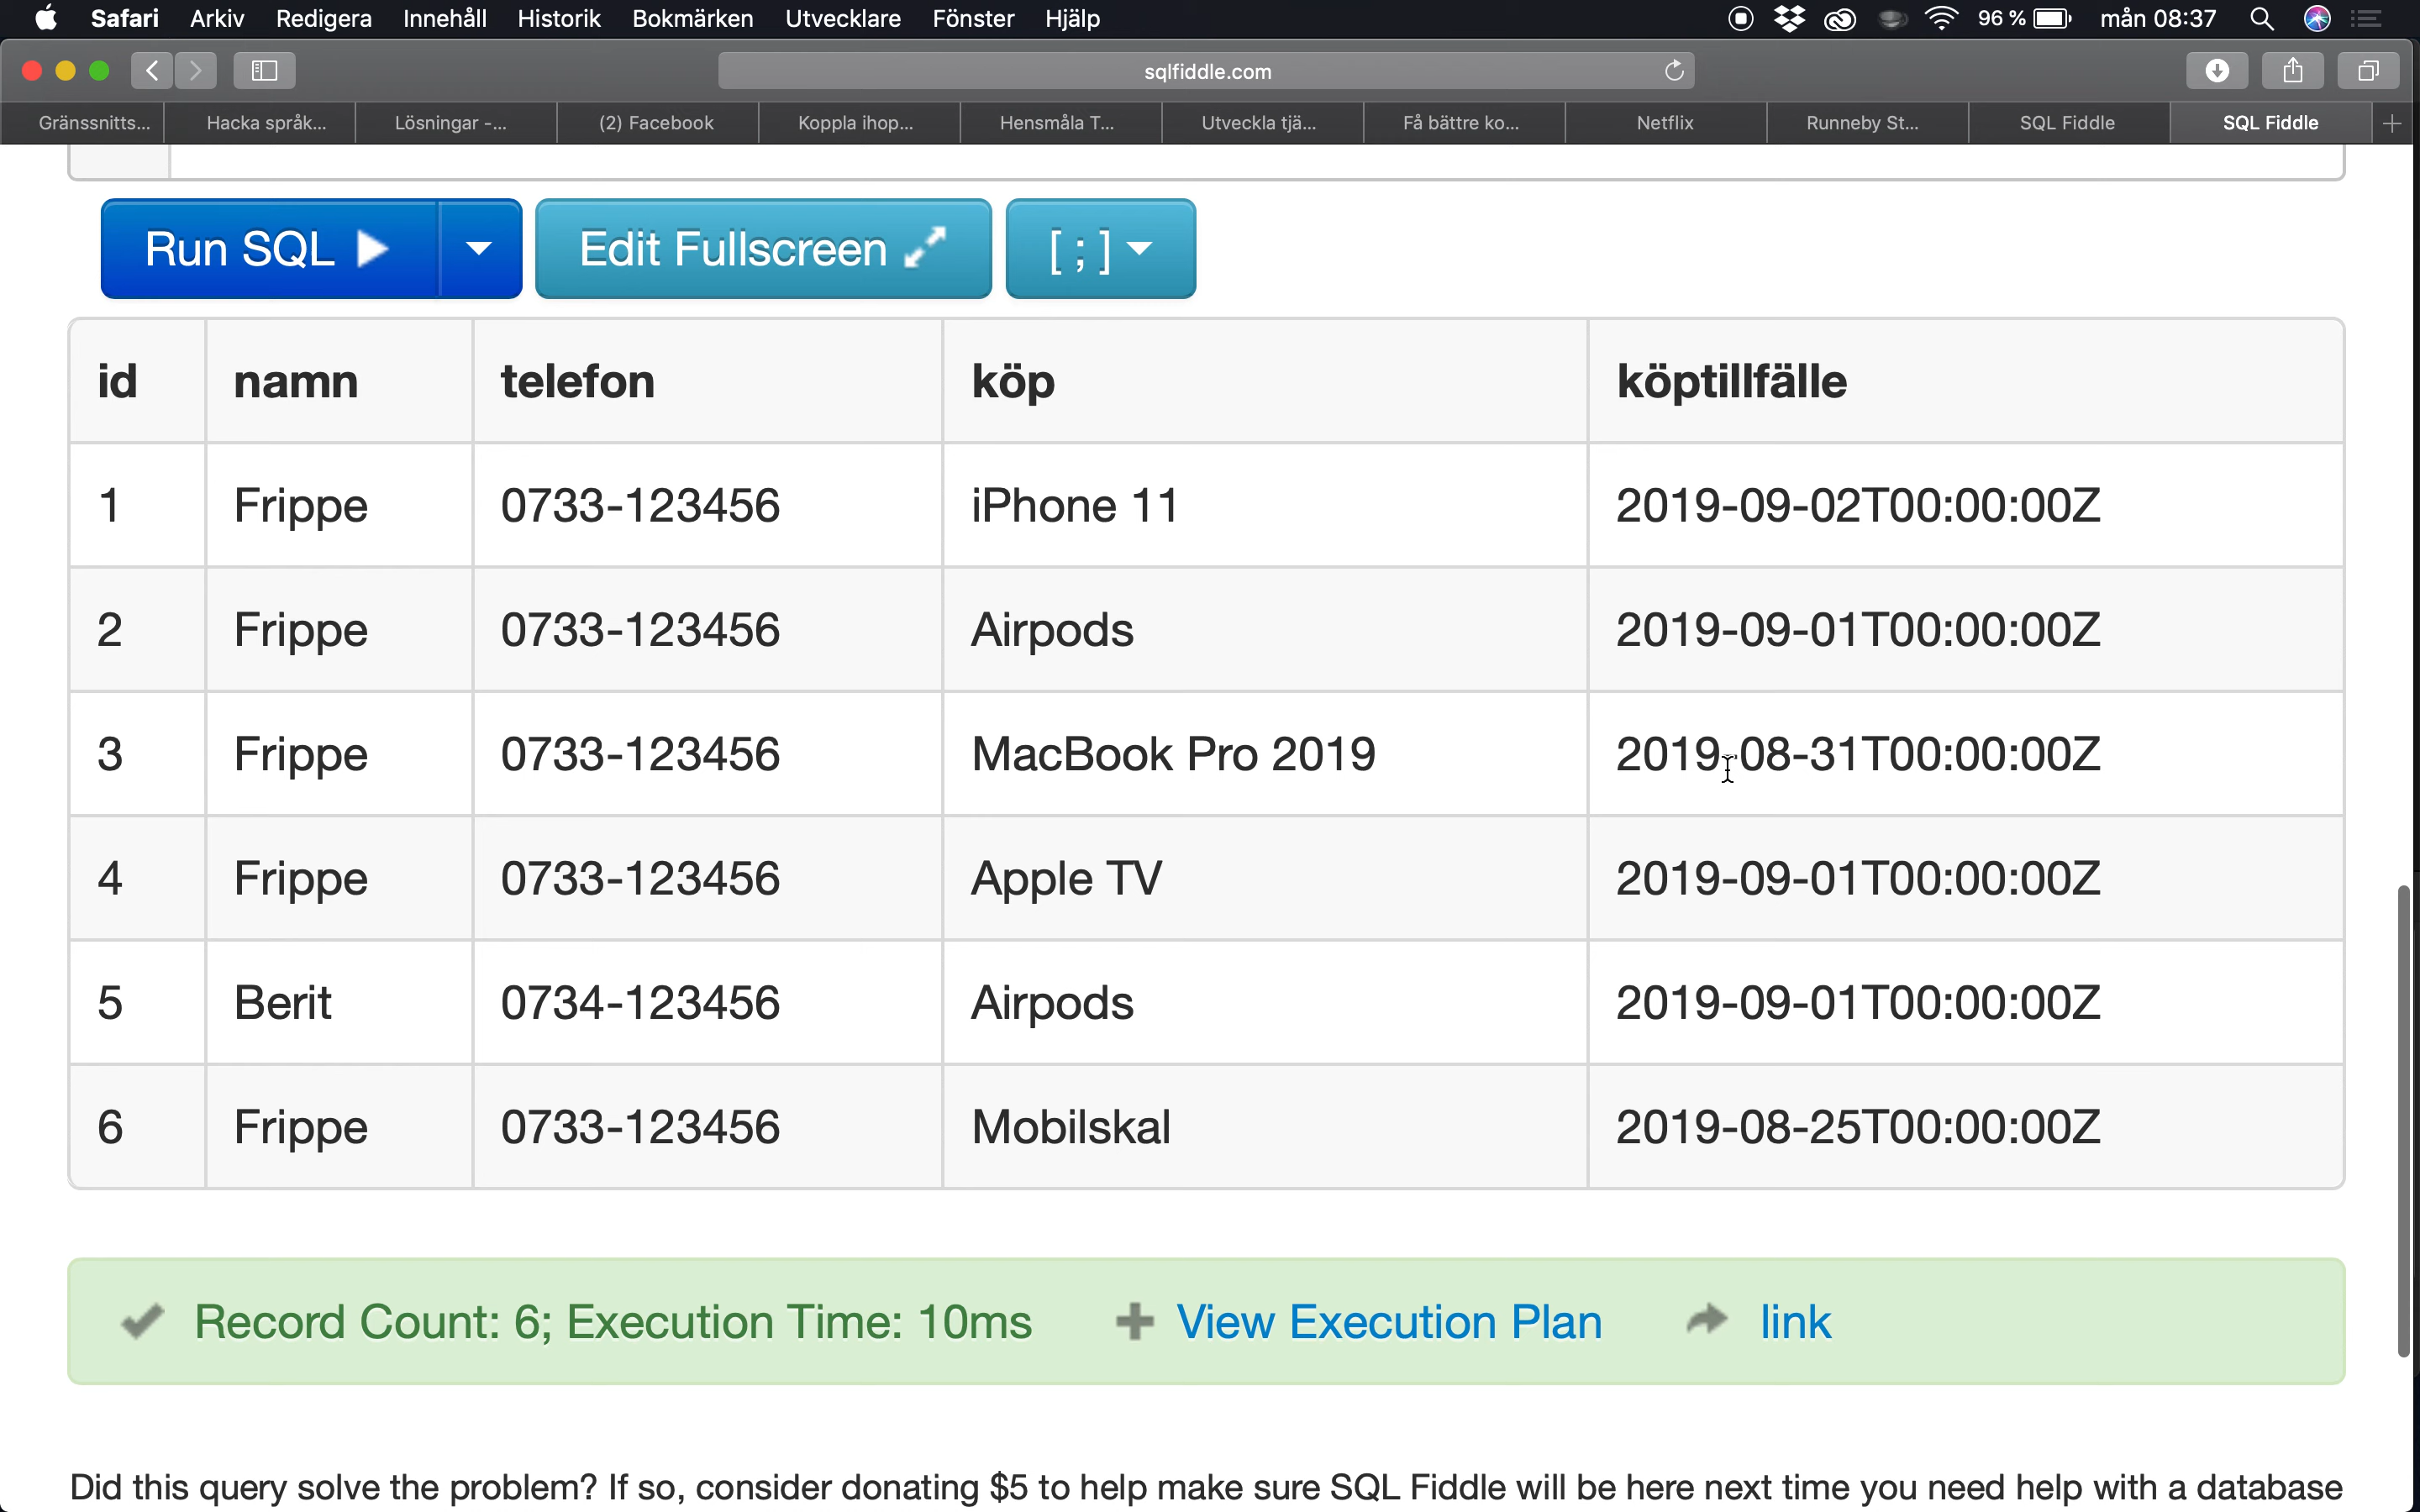 Safari Arkiv Redigera Innehåll Historik Bokmärken Utvecklare Fönster Hjälp 96 % mån 08:37
sqlfiddle.com
Gränssnitts... Hacka språk... Lösningar -... (2) Facebook Koppla ihop... Hensmåla T... Utveckla tjä... Få bättre ko... Netflix Runneby St... SQL Fiddle SQL Fiddle
Run SQL Edit Fullscreen [ ; ]
id namn telefon köp köptillfälle
1 Frippe 0733-123456 iPhone 11 2019-09-02T00:00:00Z
2 Frippe 0733-123456 Airpods 2019-09-01T00:00:00Z
3 Frippe 0733-123456 MacBook Pro 2019 2019-08-31T00:00:00Z
4 Frippe 0733-123456 Apple TV 2019-09-01T00:00:00Z
5 Berit 0734-123456 Airpods 2019-09-01T00:00:00Z
6 Frippe 0733-123456 Mobilskal 2019-08-25T00:00:00Z
Record Count: 6; Execution Time: 10ms View Execution Plan link
Did this query solve the problem? If so, consider donating $5 to help make sure SQL Fiddle will be here next time you need help with a database